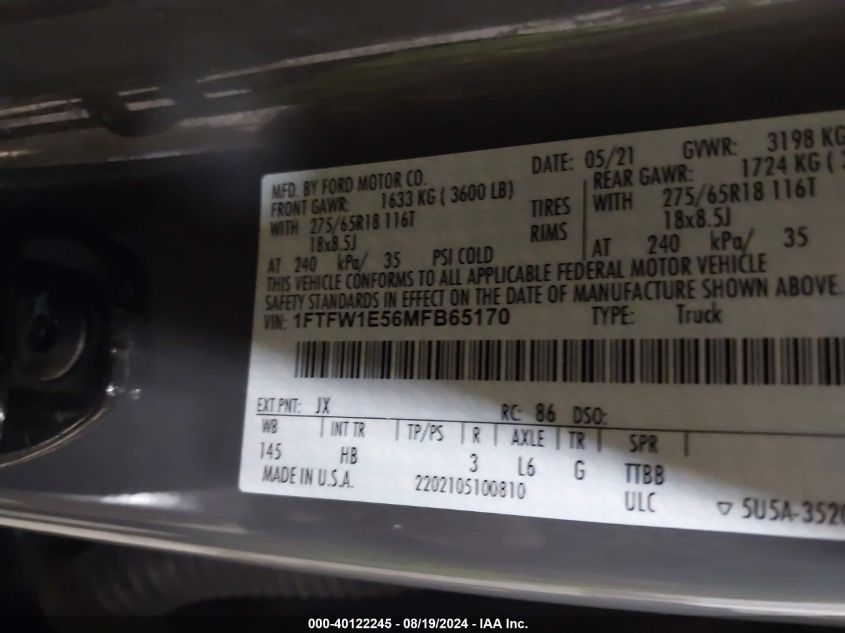 MFD. BY FORD MOTOR CO. DATE: 05/21 GVWR: 3198 KG
FRONT GAWR: 1633 KG ( 3600 LB) REAR GAWR: 1724 KG (
WITH 275/65R18 116T TIRES WITH 275/65R18 116T
18x8.5J RIMS 18x8.5J
AT 240 kPa/ 35 PSI COLD AT 240 kPa/ 35
THIS VEHICLE CONFORMS TO ALL APPLICABLE FEDERAL MOTOR VEHICLE
SAFETY STANDARDS IN EFFECT ON THE DATE OF MANUFACTURE SHOWN ABOVE.
VIN: 1FTFW1E56MFB65170 TYPE: Truck
EXT PNT: JX RC: 86 DSO:
WB INT TR TP/PS R AXLE TR SPR
145 HB 3 L6 G TTBB
MADE IN U.S.A. 2202105100810 ULC ▽ 5U5A-3520
000-40122245 - 08/19/2024 - IAA Inc.